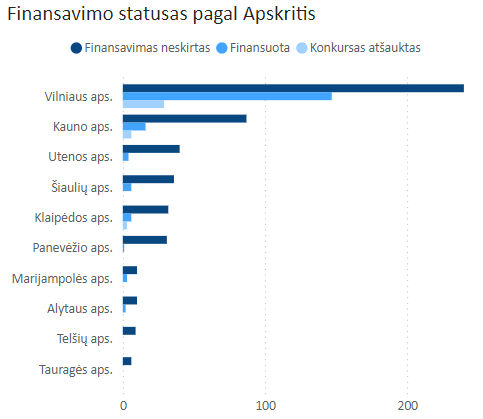 Finansavimo statusas pagal Apskritis
Finansavimas neskirtas Finansuota Konkursas atšauktas
Vilniaus aps.
Kauno aps.
Utenos aps.
Šiaulių aps.
Klaipėdos aps.
Panevėžio aps.
Marijampolės aps.
Alytaus aps.
Telšių aps.
Tauragės aps.
0 100 200